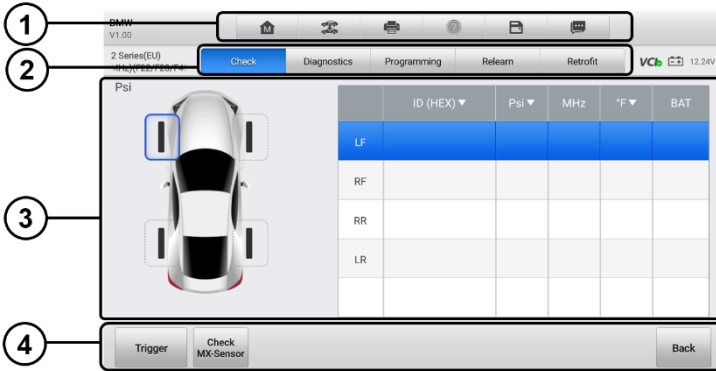 1
BMW
V1.00
M
?
2
2 Series(EU)
Check
Diagnostics
Programming
Relearn
Retrofit
VCI
12.24V
3
Psi
ID (HEX) ▼ Psi ▼ MHz °F ▼ BAT
LF
RF
RR
LR
4
Trigger
Check
MX-Sensor
Back